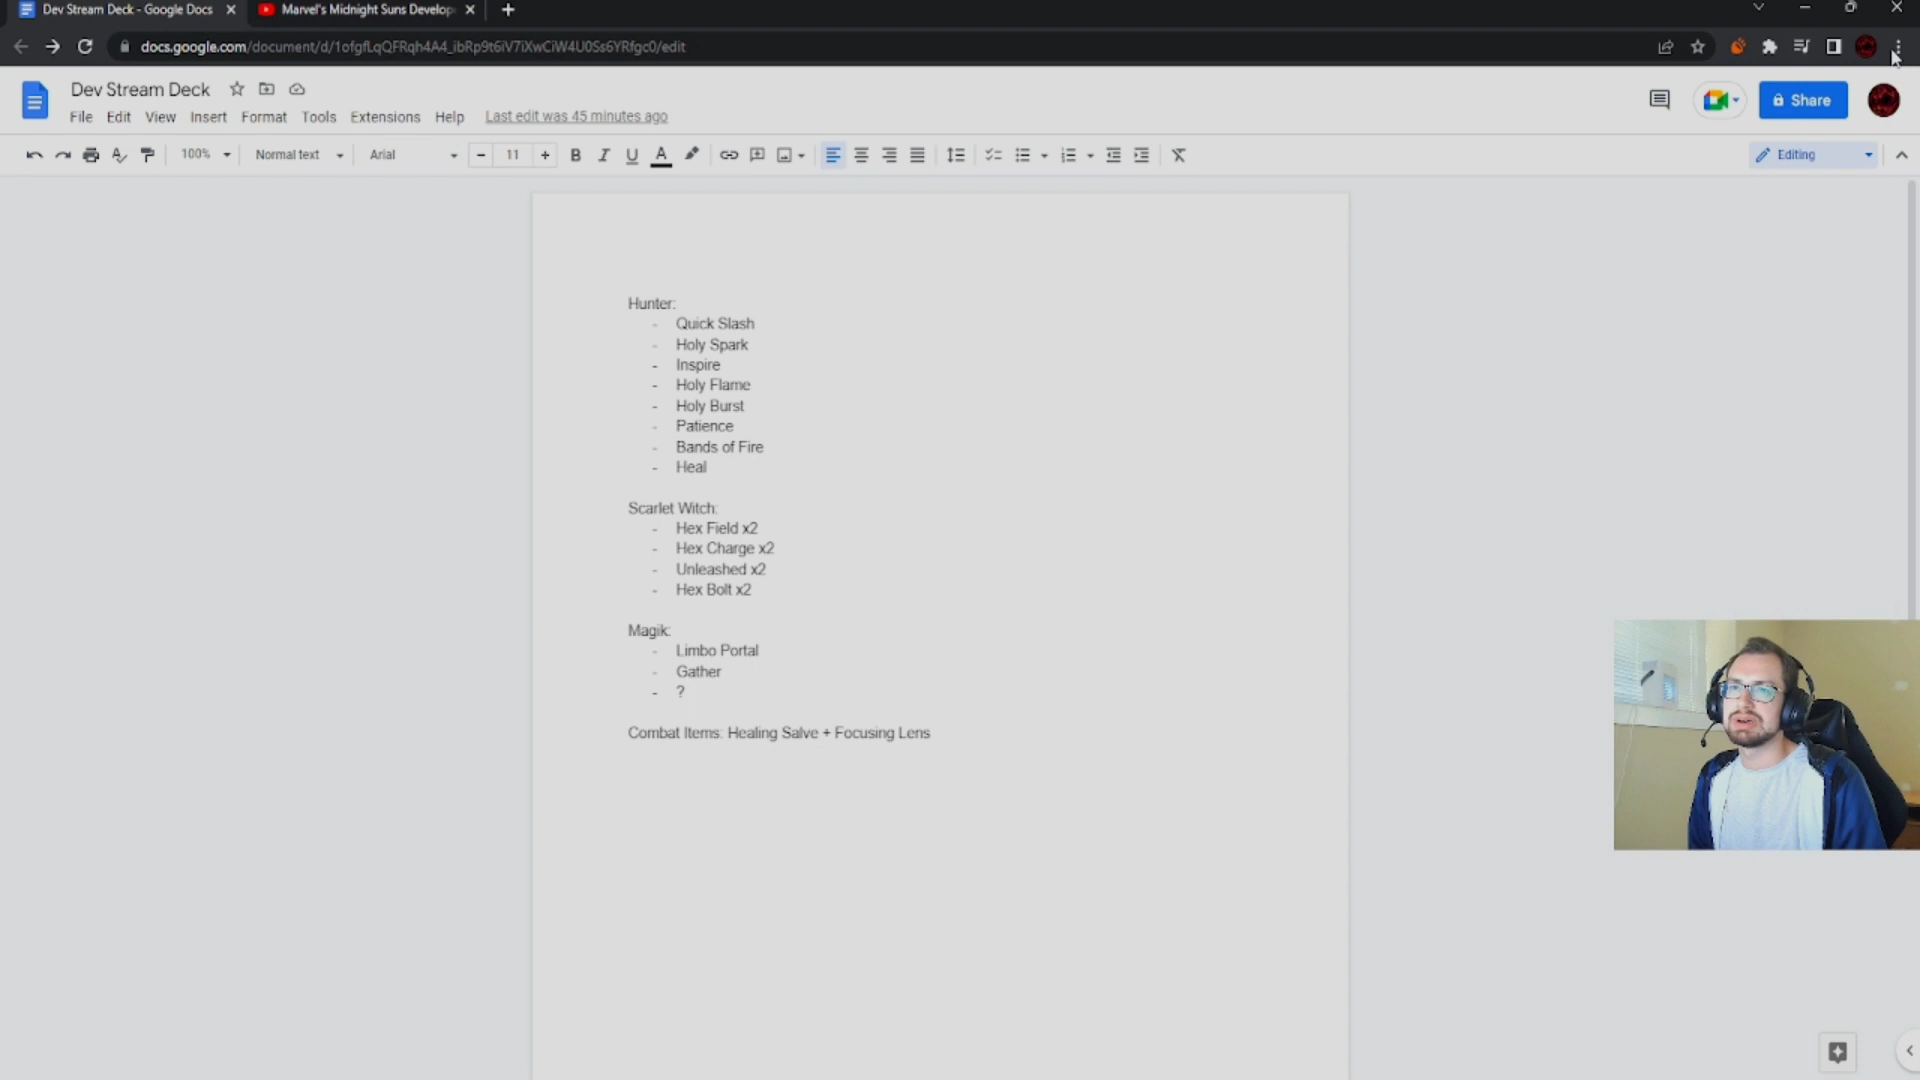 Dev Stream Deck - Google Docs
Marvel's Midnight Suns Develop
docs.google.com/document/d/1ofgfLqQFRqh4A4_ibRp9t6iV7iXwCiW4U0Ss6YRfgc0/edit
Dev Stream Deck
Share
File Edit View Insert Format Tools Extensions Help Last edit was 45 minutes ago
100% Normal text Arial - 11 + B I U A Editing
Hunter:
- Quick Slash
- Holy Spark
- Inspire
- Holy Flame
- Holy Burst
- Patience
- Bands of Fire
- Heal
Scarlet Witch:
- Hex Field x2
- Hex Charge x2
- Unleashed x2
- Hex Bolt x2
Magik:
- Limbo Portal
- Gather
- ?
Combat Items: Healing Salve + Focusing Lens